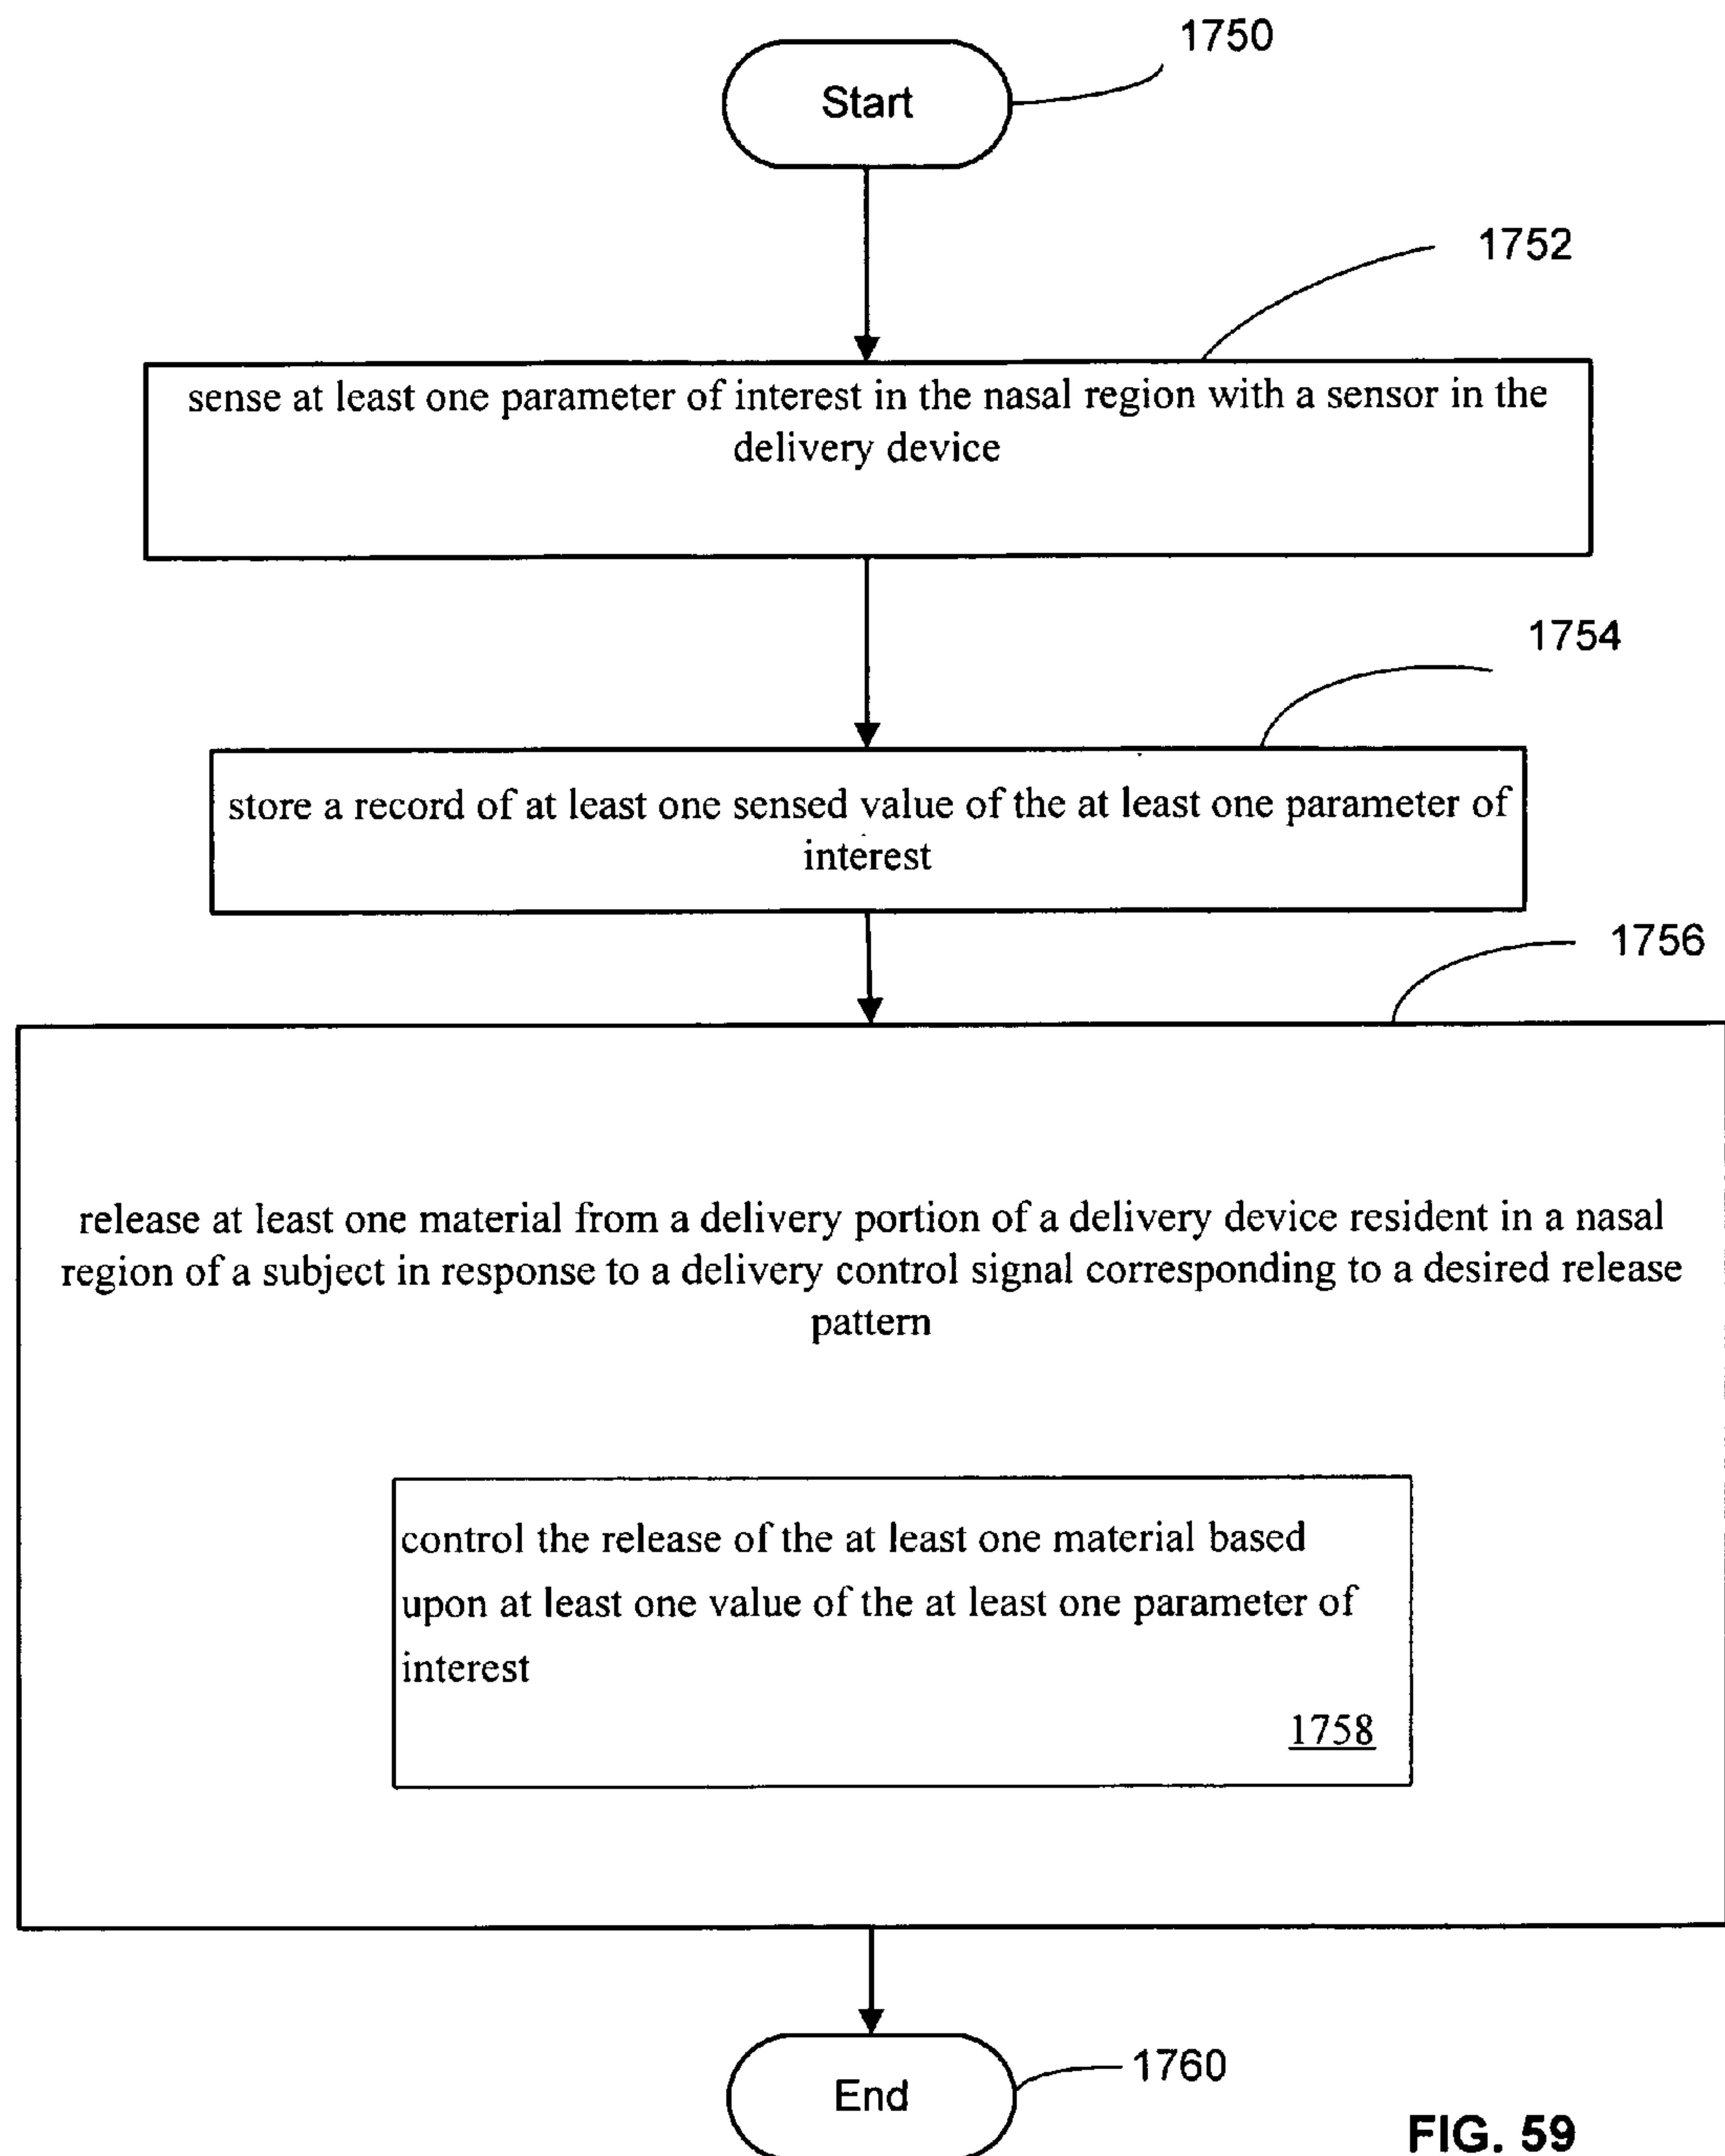 1750
Start
1752
sense at least one parameter of interest in the nasal region with a sensor in the
delivery device
1754
store a record of at least one sensed value of the at least one parameter of
interest
1756
release at least one material from a delivery portion of a delivery device resident in a nasal
region of a subject in response to a delivery control signal corresponding to a desired release
pattern
control the release of the at least one material based
upon at least one value of the at least one parameter of
interest
1758
1760
End
FIG. 59